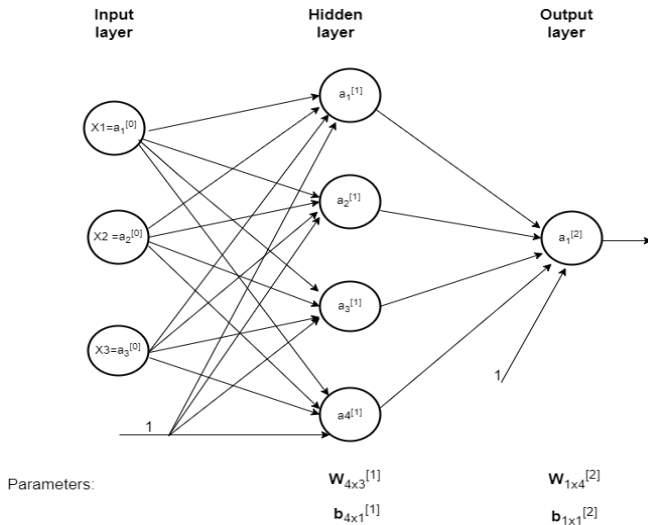 Input layer
Hidden layer
Output layer
a₁[1]
X1=a₁[0]
a₂[1]
X2 =a₂[0]
a₁[2]
a₃[1]
X3=a₃[0]
1
a4[1]
1
Parameters:
W₄ₓ₃[1]
W₁ₓ₄[2]
b₄ₓ₁[1]
b₁ₓ₁[2]